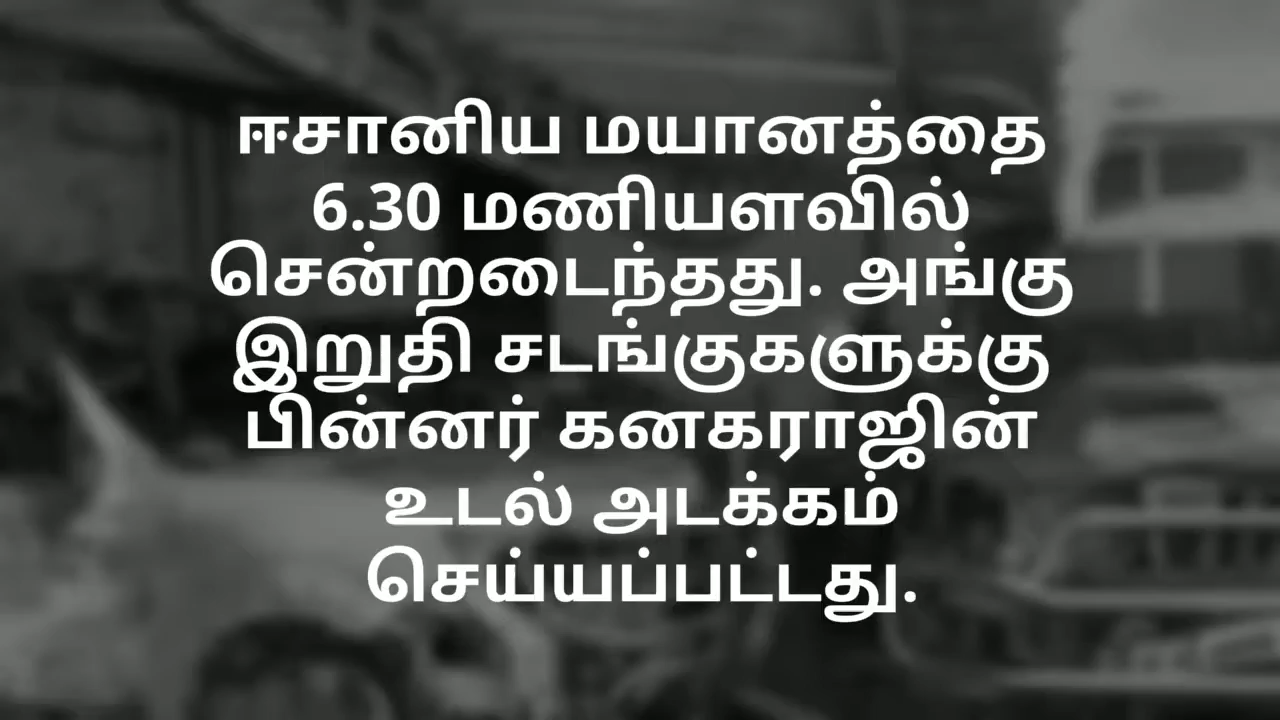 ஈசானிய மயானத்தை
6.30 மணியளவில்
சென்றடைந்தது. அங்கு
இறுதி சடங்குகளுக்கு
பின்னர் கனகராஜின்
உடல் அடக்கம்
செய்யப்பட்டது.